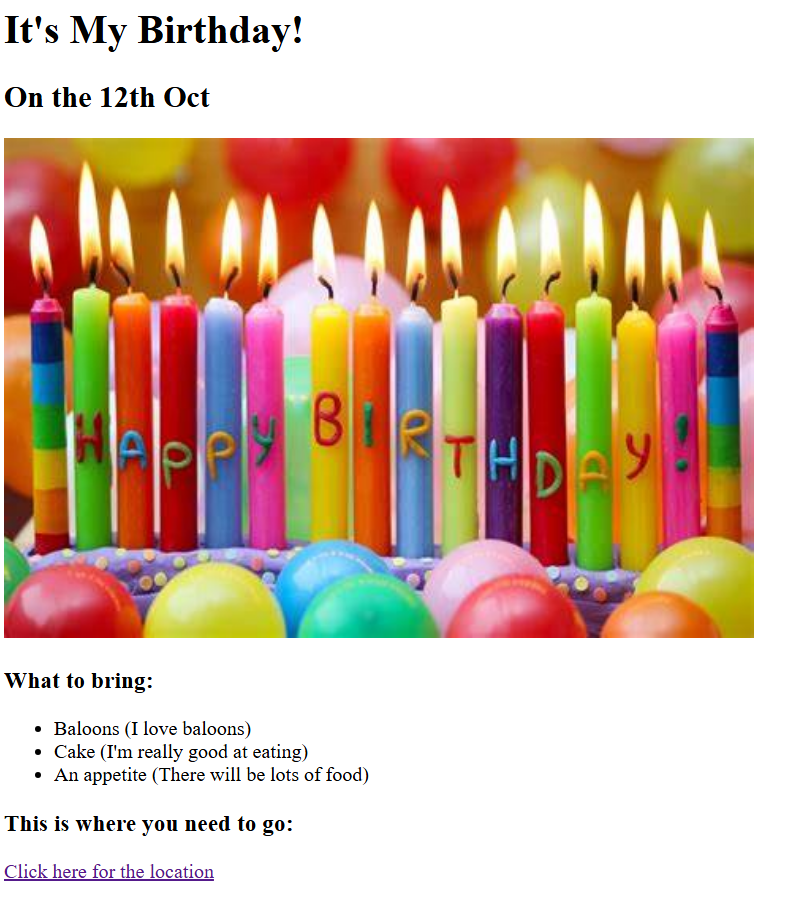 It's My Birthday!
On the 12th Oct
HAPPY BIRTHDAY!
What to bring:
Baloons (I love baloons)
Cake (I'm really good at eating)
An appetite (There will be lots of food)
This is where you need to go:
Click here for the location